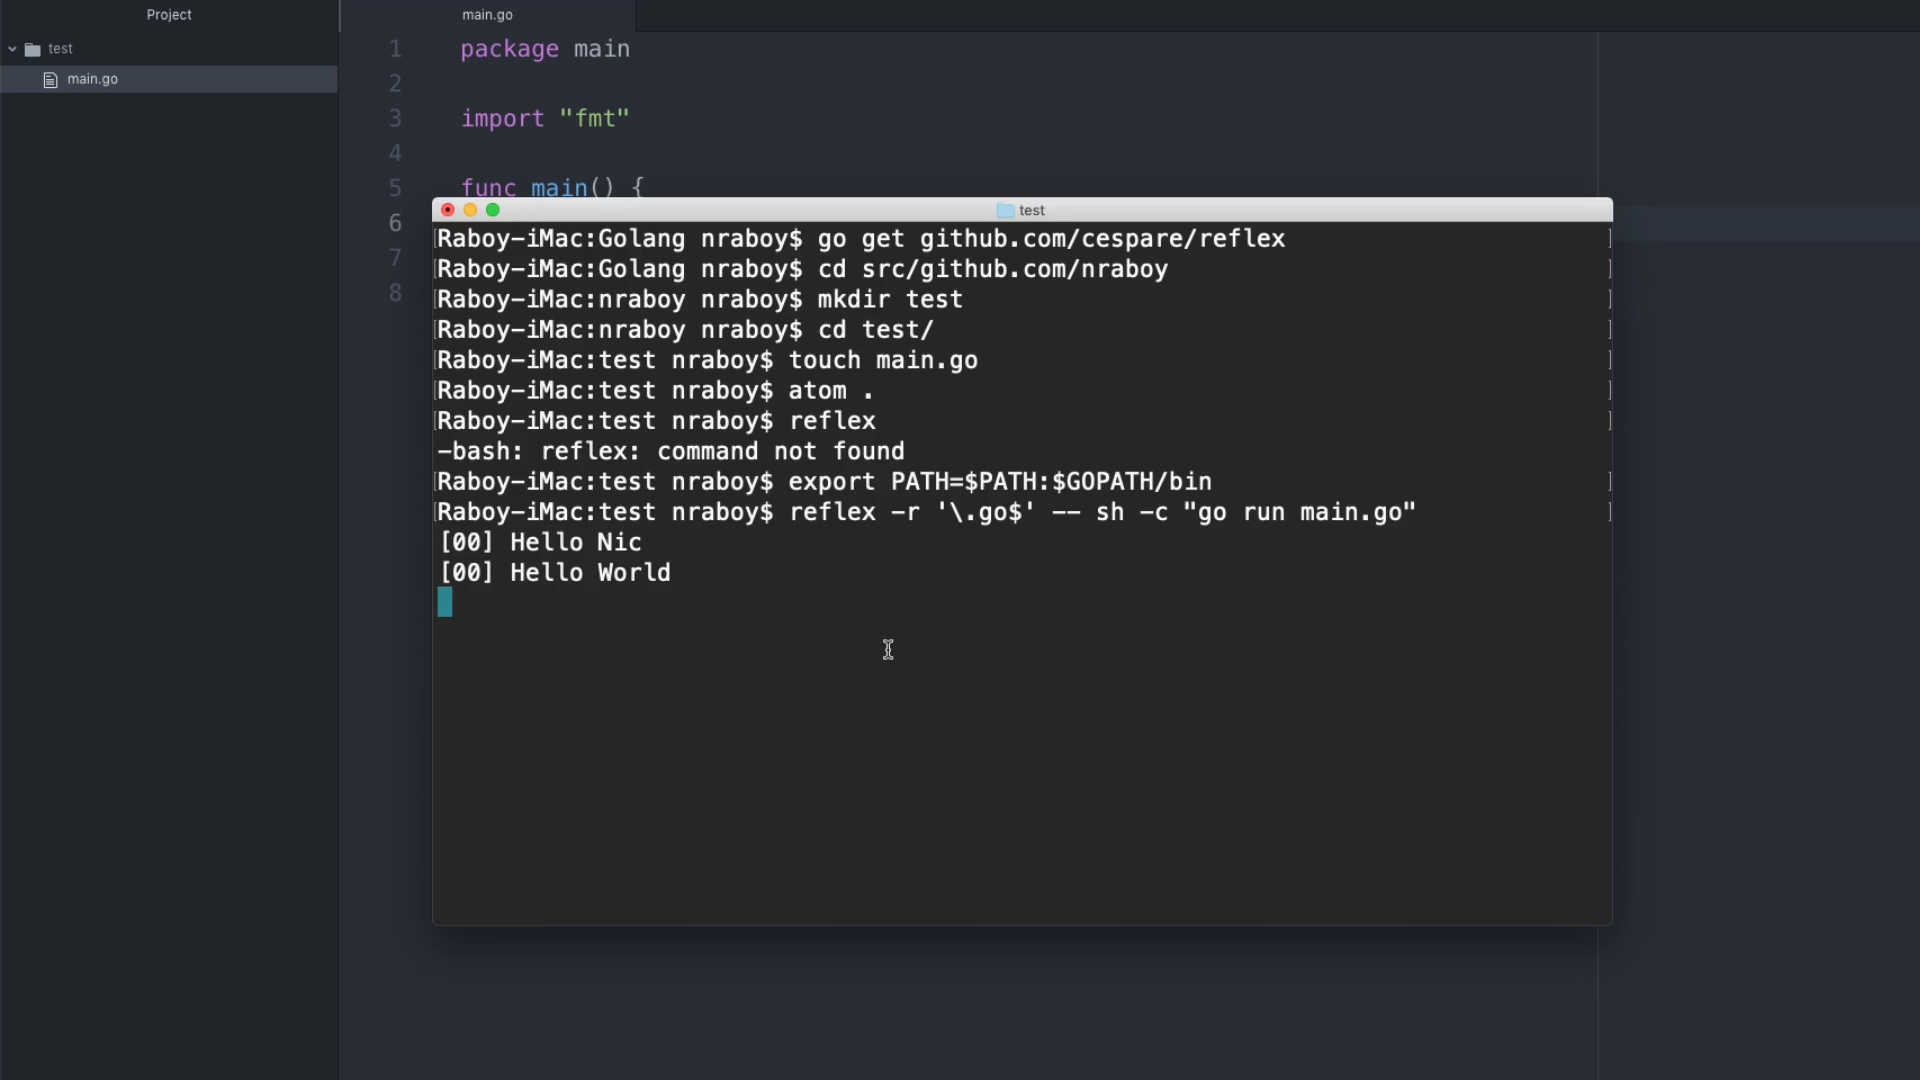 Project
test
main.go
main.go
1 package main
2
3 import "fmt"
4
5 func main() {
6
7
8
test
Raboy-iMac:Golang nraboy$ go get github.com/cespare/reflex
Raboy-iMac:Golang nraboy$ cd src/github.com/nraboy
Raboy-iMac:nraboy nraboy$ mkdir test
Raboy-iMac:nraboy nraboy$ cd test/
Raboy-iMac:test nraboy$ touch main.go
Raboy-iMac:test nraboy$ atom .
Raboy-iMac:test nraboy$ reflex
-bash: reflex: command not found
Raboy-iMac:test nraboy$ export PATH=$PATH:$GOPATH/bin
Raboy-iMac:test nraboy$ reflex -r '\.go$' -- sh -c "go run main.go"
[00] Hello Nic
[00] Hello World